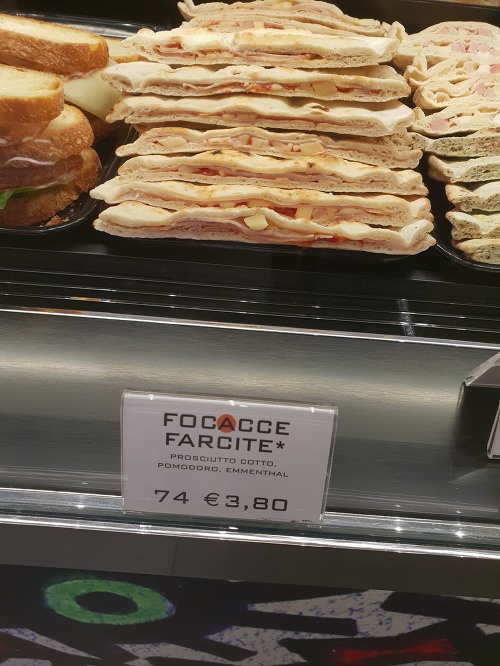 FOCACCE
FARCITE*
PROSCIUTTO COTTO,
POMODORO, EMMENTHAL
74 €3,80